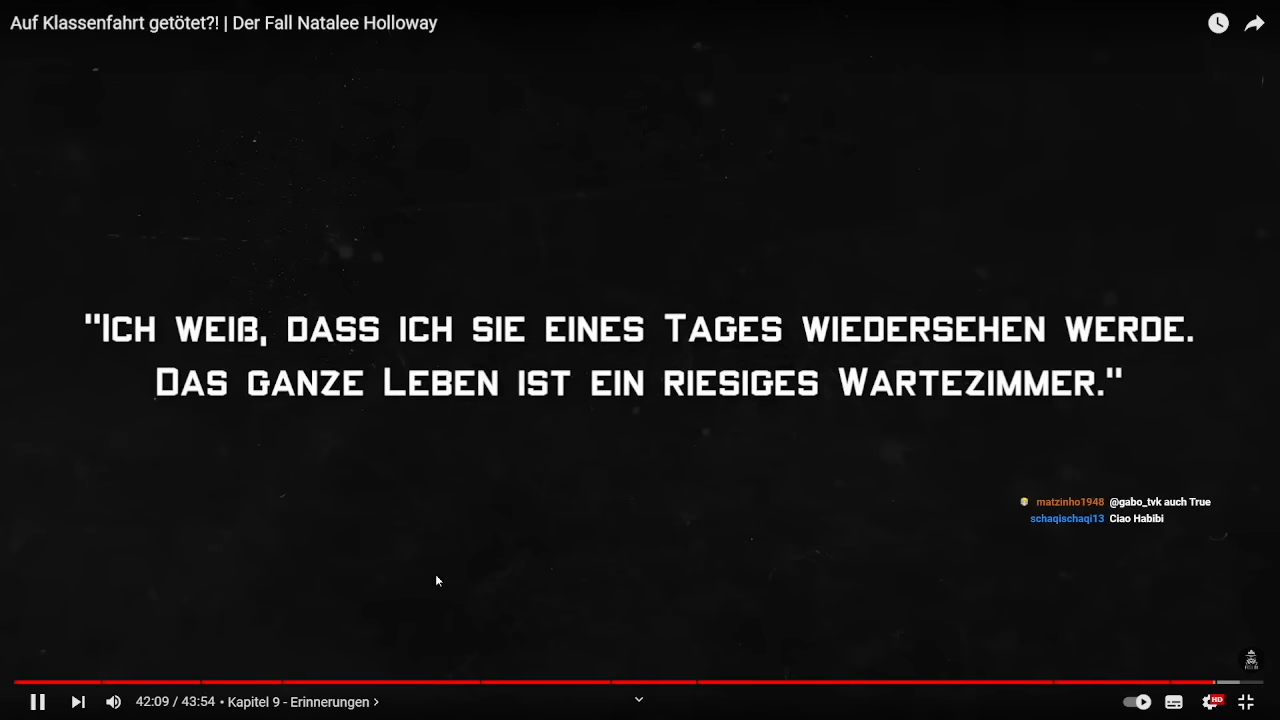 Auf Klassenfahrt getötet?! | Der Fall Natalee Holloway
"Ich weiß, dass ich sie eines Tages wiedersehen werde.
Das ganze Leben ist ein riesiges Wartezimmer."
matzinho1948 @gabo_tvk auch True
schaqischaqi13 Ciao Habibi
42:09 / 43:54 • Kapitel 9 - Erinnerungen >
HD